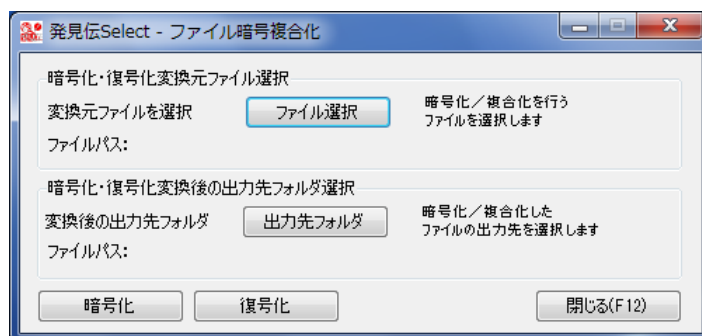 発見伝Select - ファイル暗号複合化
暗号化・復号化変換元ファイル選択
変換元ファイルを選択
ファイル選択
暗号化／複合化を行う
ファイルを選択します
ファイルパス:
暗号化・復号化変換後の出力先フォルダ選択
変換後の出力先フォルダ
出力先フォルダ
暗号化／複合化した
ファイルの出力先を選択します
ファイルパス:
暗号化
復号化
閉じる(F12)